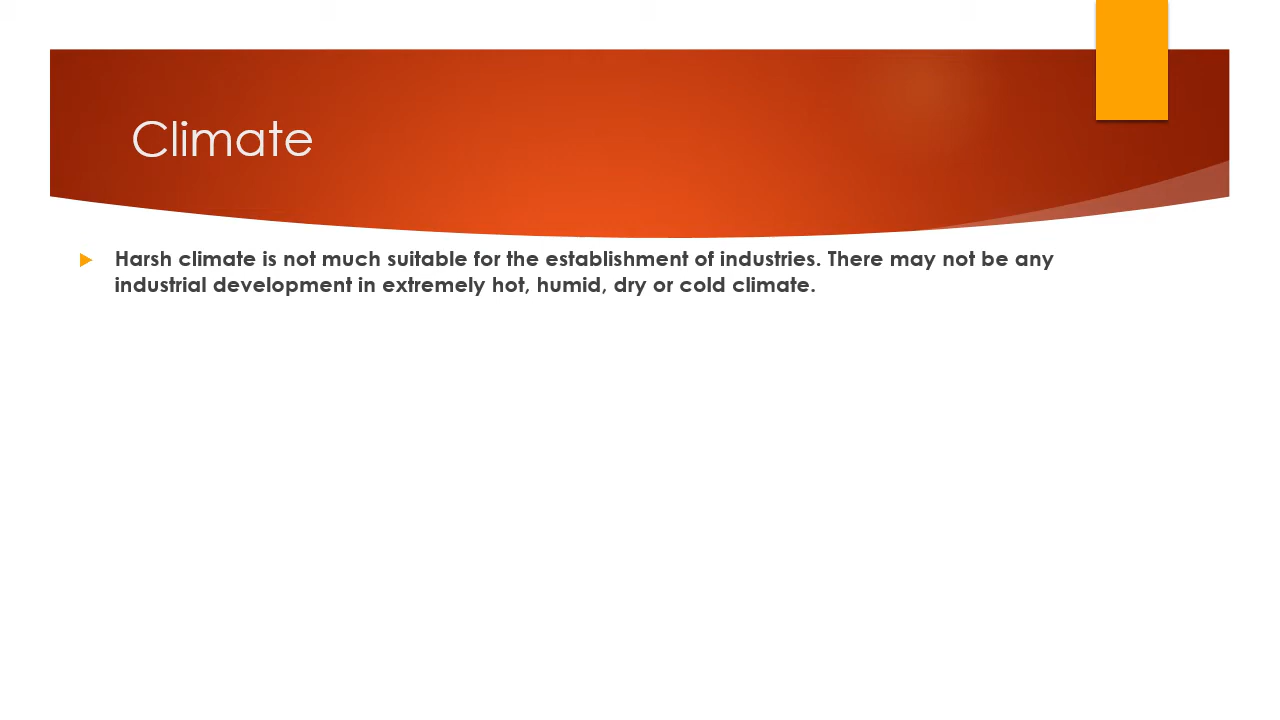 Climate
Harsh climate is not much suitable for the establishment of industries. There may not be any
industrial development in extremely hot, humid, dry or cold climate.